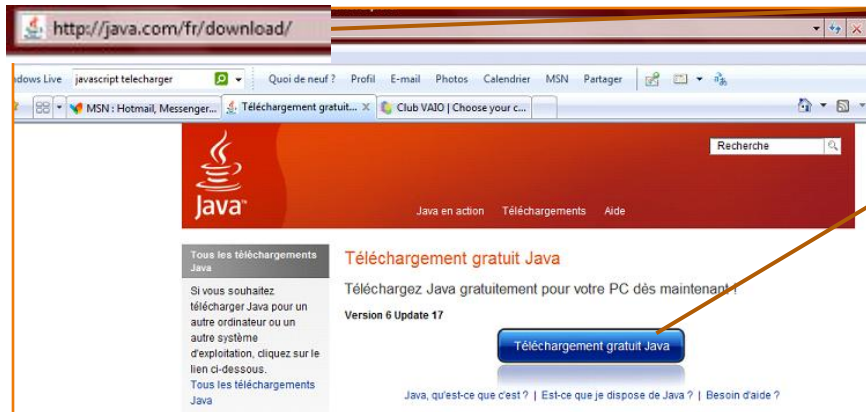 http://java.com/fr/download/
dows Live javascript telecharger Quoi de neuf ? Profil E-mail Photos Calendrier MSN Partager
MSN : Hotmail, Messenger... Téléchargement gratuit... Club VAIO | Choose your c...
Java
Recherche
Java en action Téléchargements Aide
Tous les téléchargements
Java
Si vous souhaitez
télécharger Java pour un
autre ordinateur ou un
autre système
d'exploitation, cliquez sur le
lien ci-dessous.
Tous les téléchargements
Java
Téléchargement gratuit Java
Téléchargez Java gratuitement pour votre PC dès maintenant !
Version 6 Update 17
Téléchargement gratuit Java
Java, qu'est-ce que c'est ? | Est-ce que je dispose de Java ? | Besoin d'aide ?